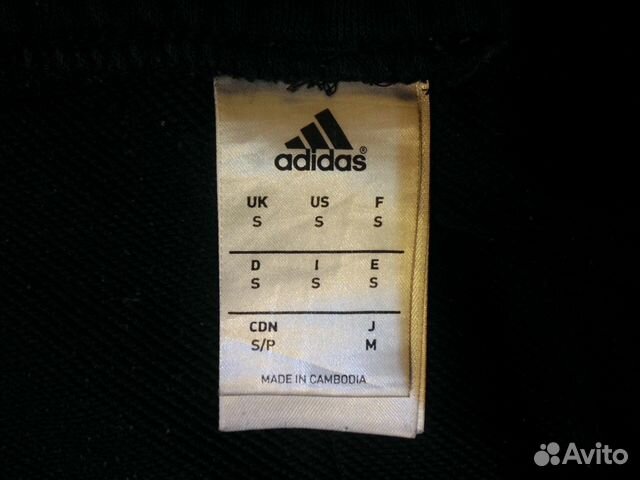 adidas®
UK US F
S S S
D I E
S S S
CDN J
S/P M
MADE IN CAMBODIA
Avito